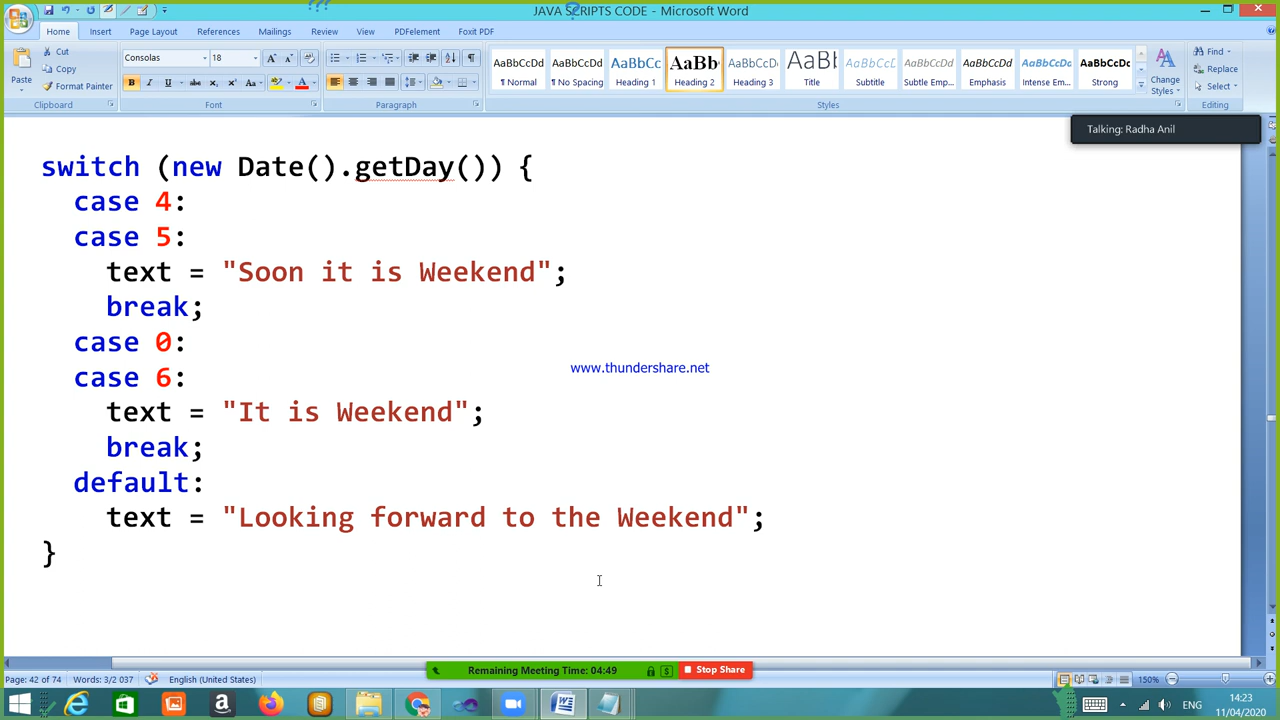 JAVA SCRIPTS CODE - Microsoft Word
Home Insert Page Layout References Mailings Review View PDFelement Foxit PDF
Paste
Cut
Copy
Format Painter
Clipboard
Consolas 18
Font
Paragraph
AaBbCcDd AaBbCcDd AaBbCc AaBb AaBbCcDd AaBb AaBbCcDd AaBbCcDd AaBbCcDd AaBbCcDd AaBbCcDc
¶ Normal ¶ No Spacing Heading 1 Heading 2 Heading 3 Title Subtitle Subtle Emp... Emphasis Intense Em... Strong
Change Styles
Styles
Find
Replace
Select
Editing
Talking: Radha Anil
switch (new Date().getDay()) {
case 4:
case 5:
text = "Soon it is Weekend";
break;
case 0:
case 6:
text = "It is Weekend";
break;
default:
text = "Looking forward to the Weekend";
}
www.thundershare.net
Remaining Meeting Time: 04:49 Stop Share
Page: 42 of 74 Words: 3/2 037 English (United States) 150%
ENG 14:23
11/04/2020